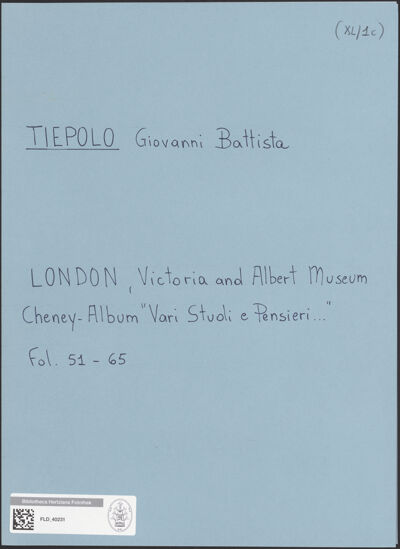 (XL/1c)
TIEPOLO Giovanni Battista
LONDON, Victoria and Albert Museum
Cheney-Album "Vari Studi e Pensieri..."
Fol. 51 - 65
Bibliotheca Hertziana Fotothek
FLD_40231